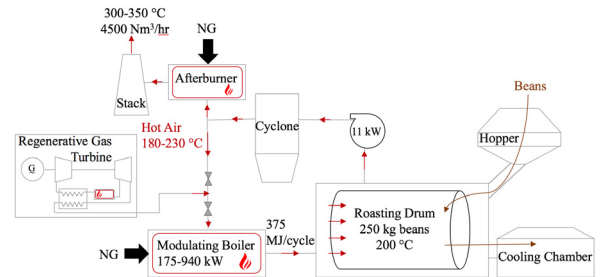 300-350 °C
4500 Nm³/hr
NG
Afterburner
Stack
Hot Air
180-230 °C
Cyclone
11 kW
Beans
Hopper
Regenerative Gas
Turbine
G
Roasting Drum
250 kg beans
200 °C
375
MJ/cycle
NG
Modulating Boiler
175-940 kW
Cooling Chamber